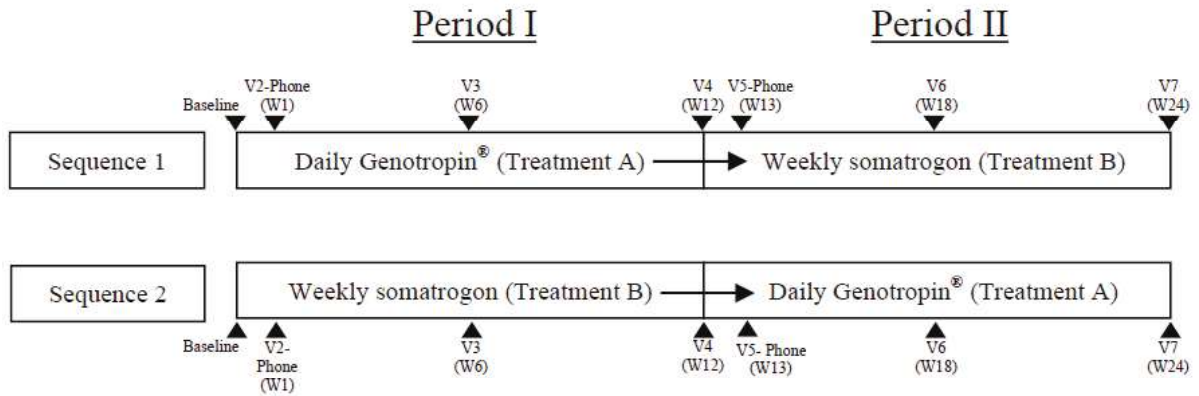 Period I
Period II
Baseline
V2-Phone
(W1)
V3
(W6)
V4
(W12)
V5-Phone
(W13)
V6
(W18)
V7
(W24)
Sequence 1
Daily Genotropin® (Treatment A)
Weekly somatrogon (Treatment B)
Sequence 2
Weekly somatrogon (Treatment B)
Daily Genotropin® (Treatment A)
Baseline
V2-
Phone
(W1)
V3
(W6)
V4
(W12)
V5- Phone
(W13)
V6
(W18)
V7
(W24)